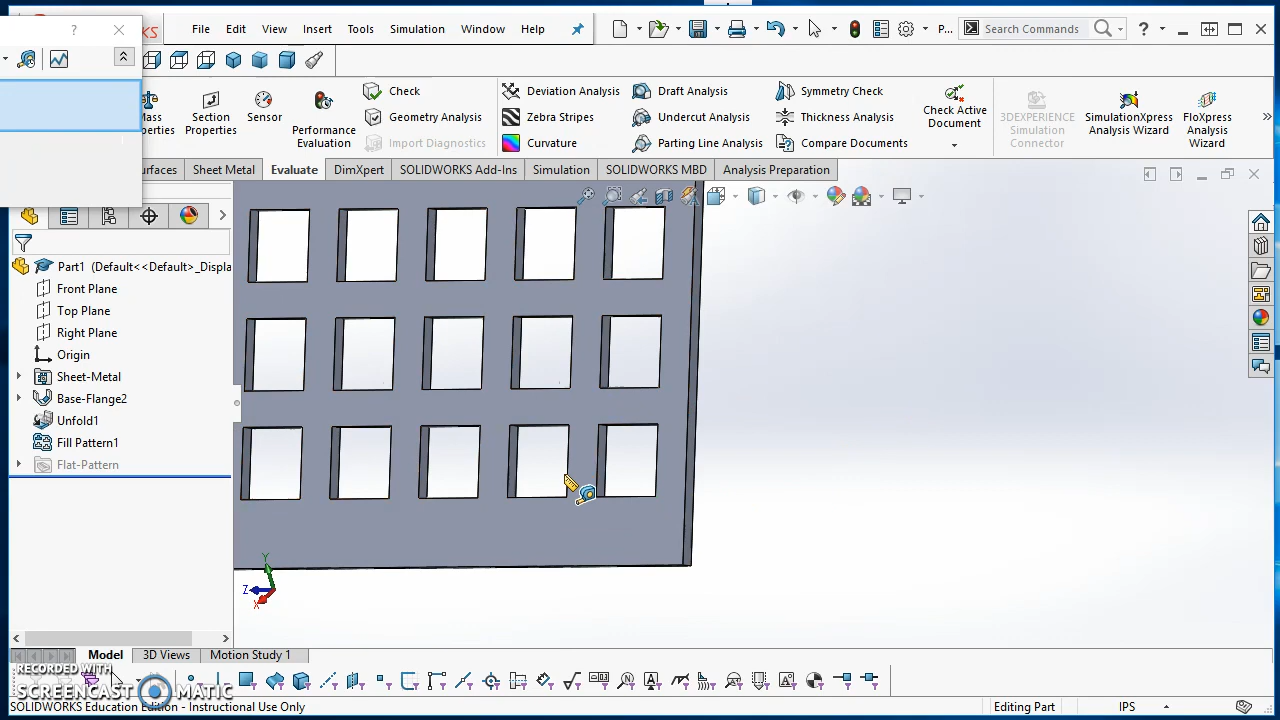 WORKS File Edit View Insert Tools Simulation Window Help P... Search Commands ?
?
Mass Properties Section Properties Sensor Performance Evaluation
Check Geometry Analysis Import Diagnostics
Deviation Analysis Zebra Stripes Curvature
Draft Analysis Undercut Analysis Parting Line Analysis
Symmetry Check Thickness Analysis Compare Documents
Check Active Document
3DEXPERIENCE Simulation Connector
SimulationXpress Analysis Wizard
FloXpress Analysis Wizard
Sheet Metal Evaluate DimXpert SOLIDWORKS Add-Ins Simulation SOLIDWORKS MBD Analysis Preparation
Part1 (Default<<Default>_Displa
Front Plane
Top Plane
Right Plane
Origin
Sheet-Metal
Base-Flange2
Unfold1
Fill Pattern1
Flat-Pattern
Y
Z
X
Model 3D Views Motion Study 1
RECORDED WITH
SCREENCAST MATIC
SOLIDWORKS Education Edition - Instructional Use Only Editing Part IPS